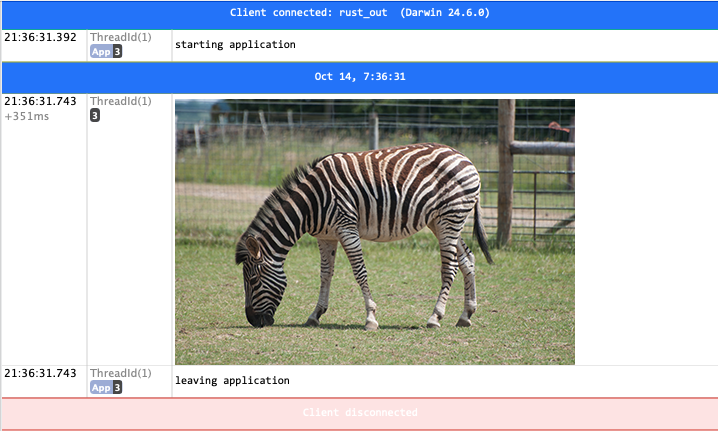 Client connected: rust_out (Darwin 24.6.0)
21:36:31.392 ThreadId(1) starting application
App 3
Oct 14, 7:36:31
21:36:31.743 ThreadId(1)
+351ms 3
21:36:31.743 ThreadId(1) leaving application
App 3
Client disconnected